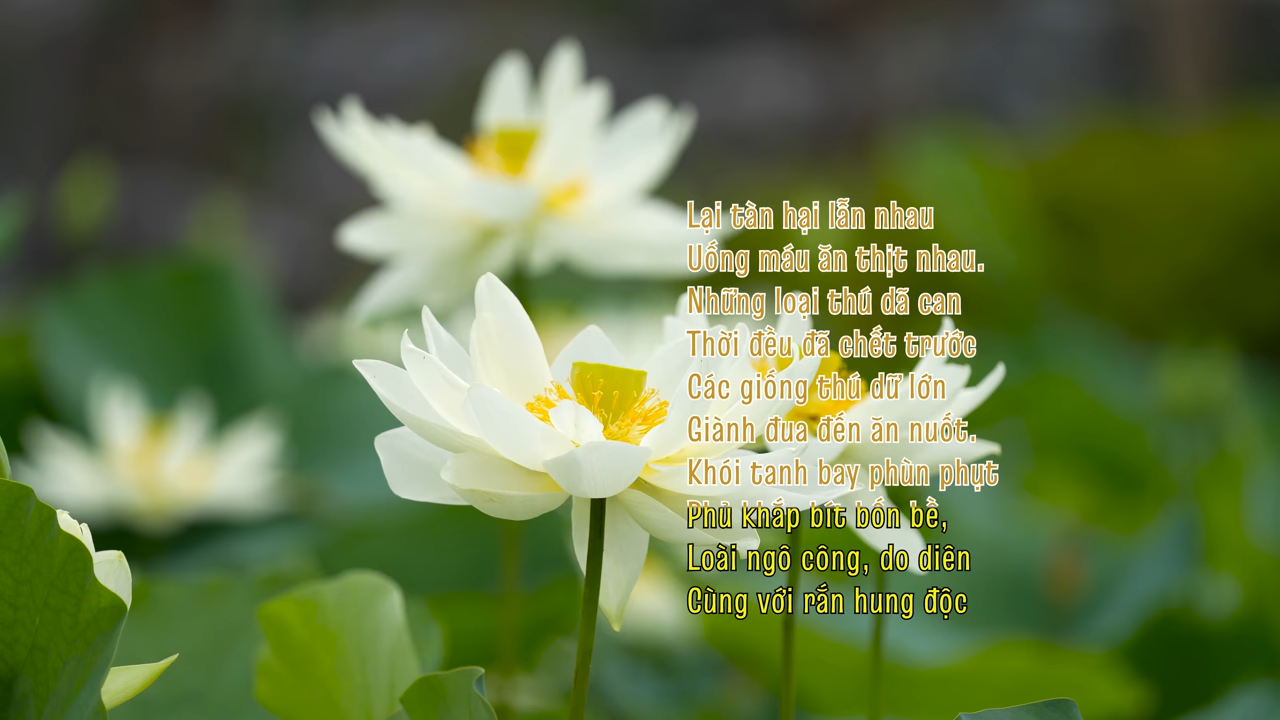 Lại tàn hại lẫn nhau
Uống máu ăn thịt nhau.
Những loại thú dã can
Thời đều đã chết trước
Các giống thú dữ lớn
Giành đua đến ăn nuốt.
Khói tanh bay phùn phụt
Phủ khắp bít bốn bề,
Loài ngô công, do diên
Cùng với rắn hung độc